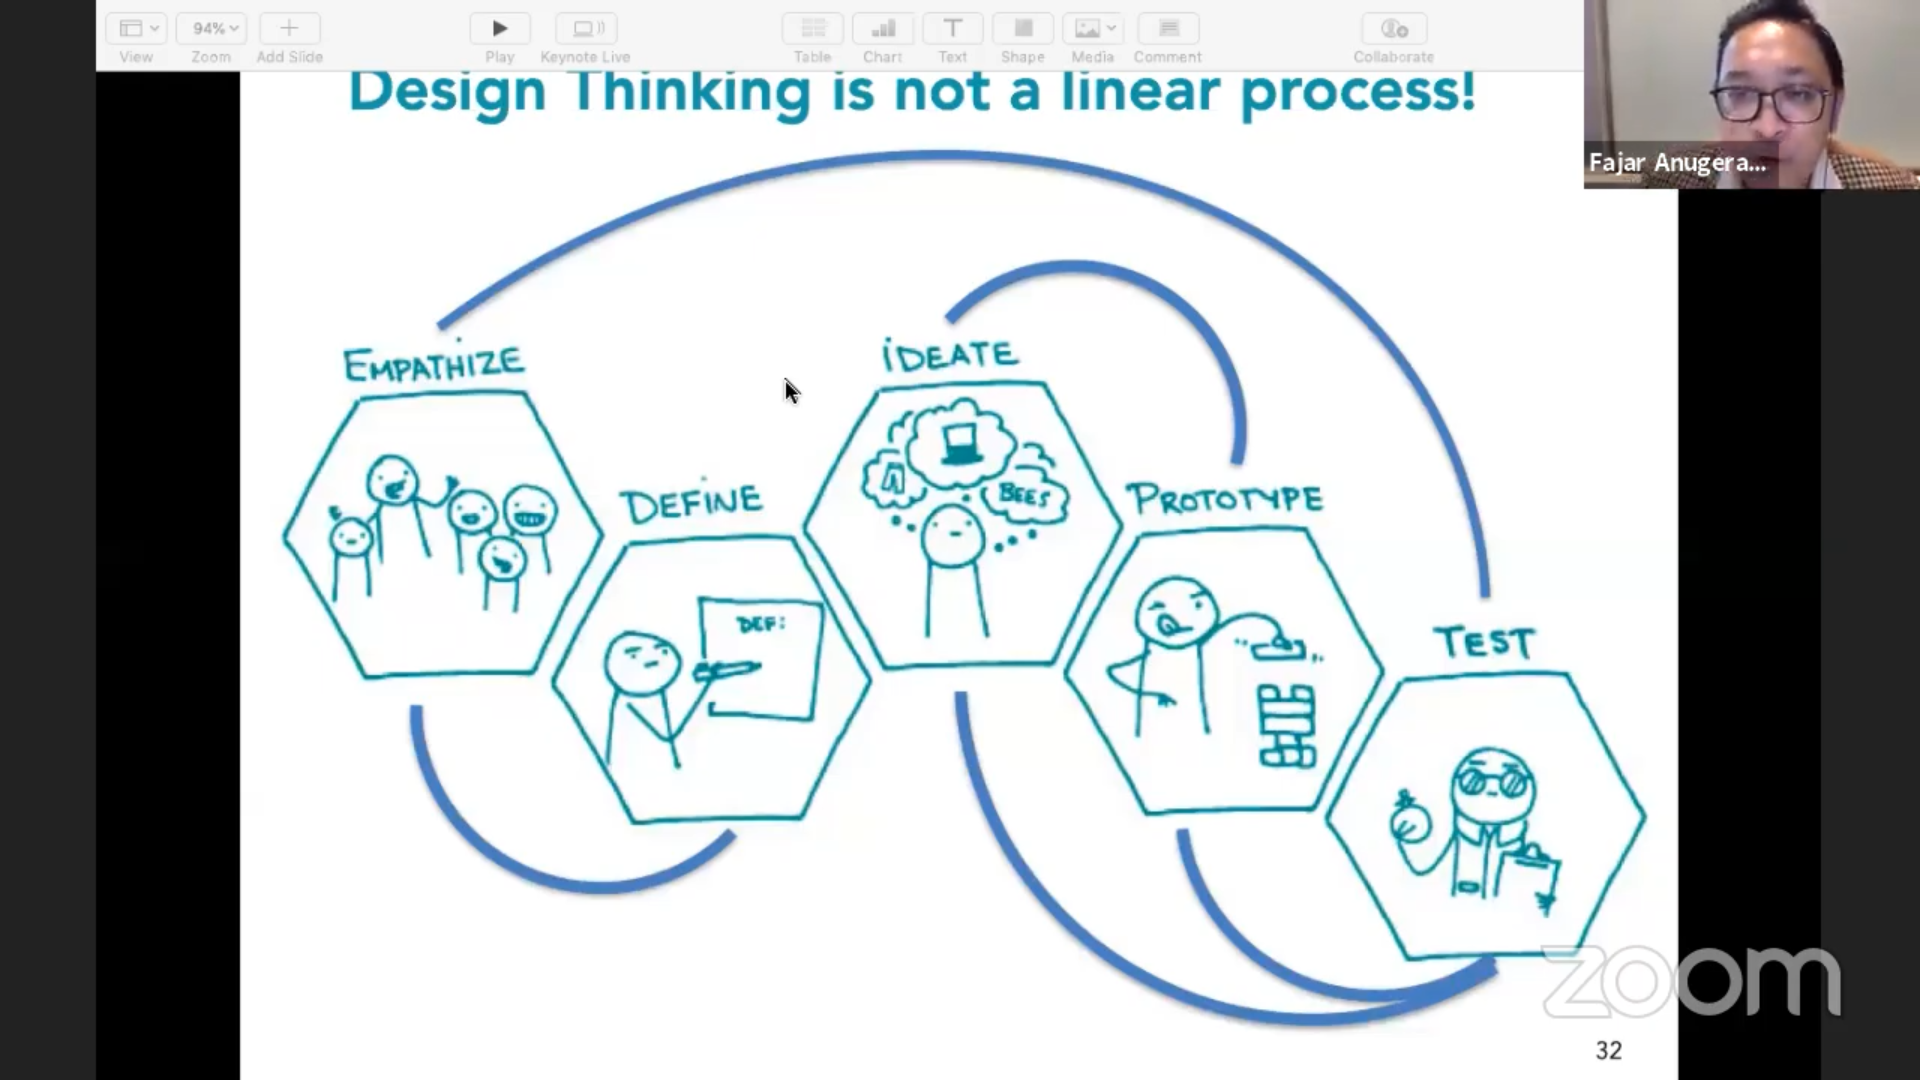 94%
View
Zoom
Add Slide
Play
Keynote Live
Table
Chart
T
Text
Shape
Media
Comment
Collaborate
Design Thinking is not a linear process!
Fajar Anugera...
EMPATHIZE
DEFINE
DEF:
iDEATE
BEES
PROTOTYPE
TEST
zoom
32